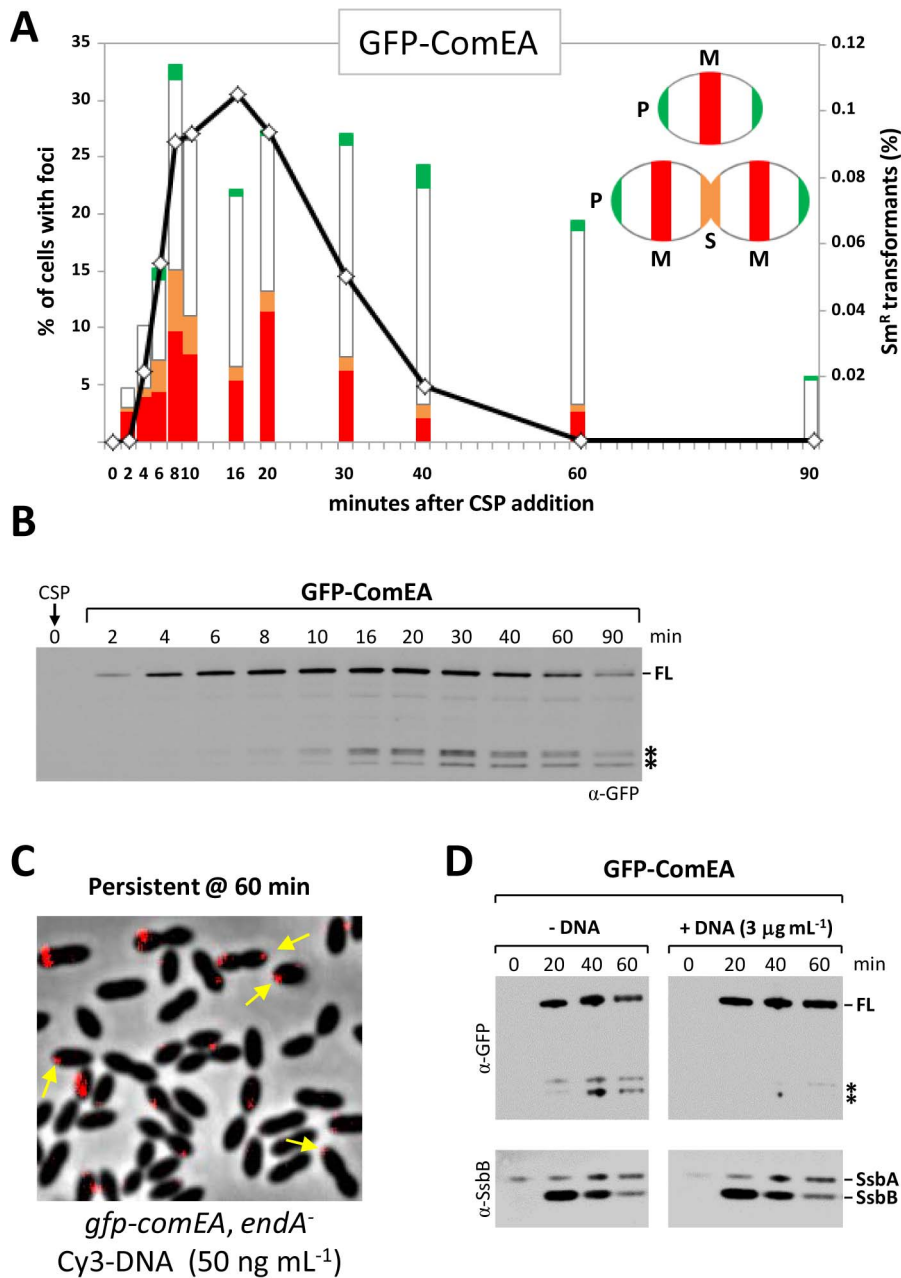 A
GFP-ComEA
% of cells with foci
35
30
25
20
15
10
5
0.12
0.1
0.08
0.06
0.04
0.02
Smᴿ transformants (%)
M
P
P
S
M
M
0 2 4 6 8 10 16 20 30 40 60 90
minutes after CSP addition
B
CSP
GFP-ComEA
0 2 4 6 8 10 16 20 30 40 60 90 min
FL
*
*
α-GFP
C
Persistent @ 60 min
gfp-comEA, endA⁻
Cy3-DNA (50 ng mL⁻¹)
D
GFP-ComEA
- DNA + DNA (3 µg mL⁻¹)
0 20 40 60 0 20 40 60 min
α-GFP
FL
*
*
α-SsbB
SsbA
SsbB